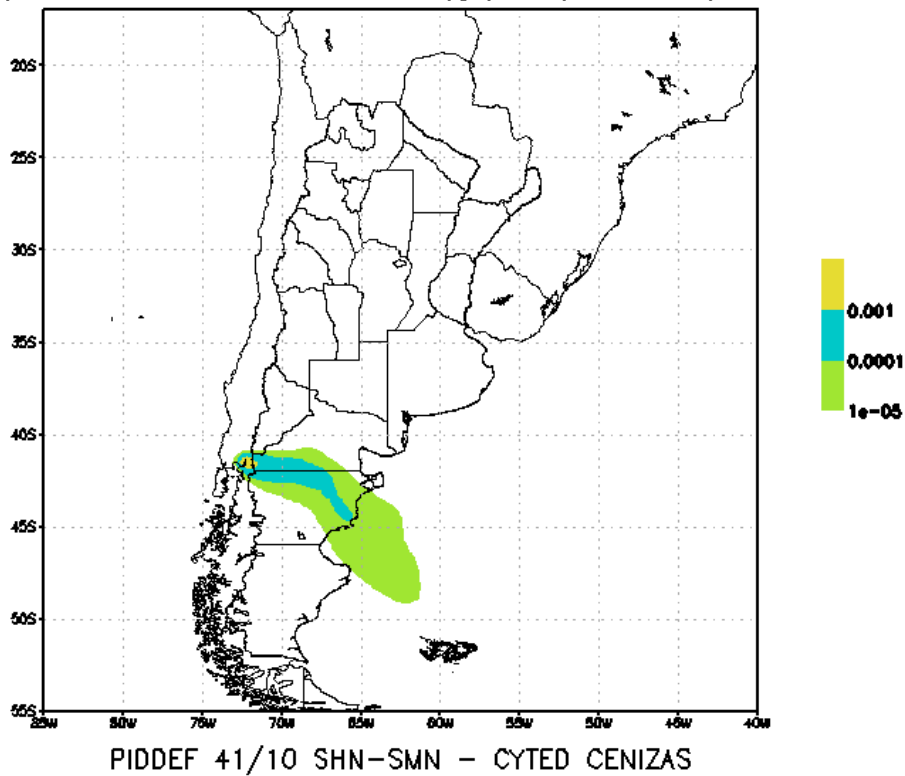 20S
25S
30S
35S
40S
45S
50S
55S
85W 80W 75W 70W 65W 60W 55W 50W 45W 40W
0.001
0.0001
1e-05
PIDDEF 41/10 SHN-SMN - CYTED CENIZAS